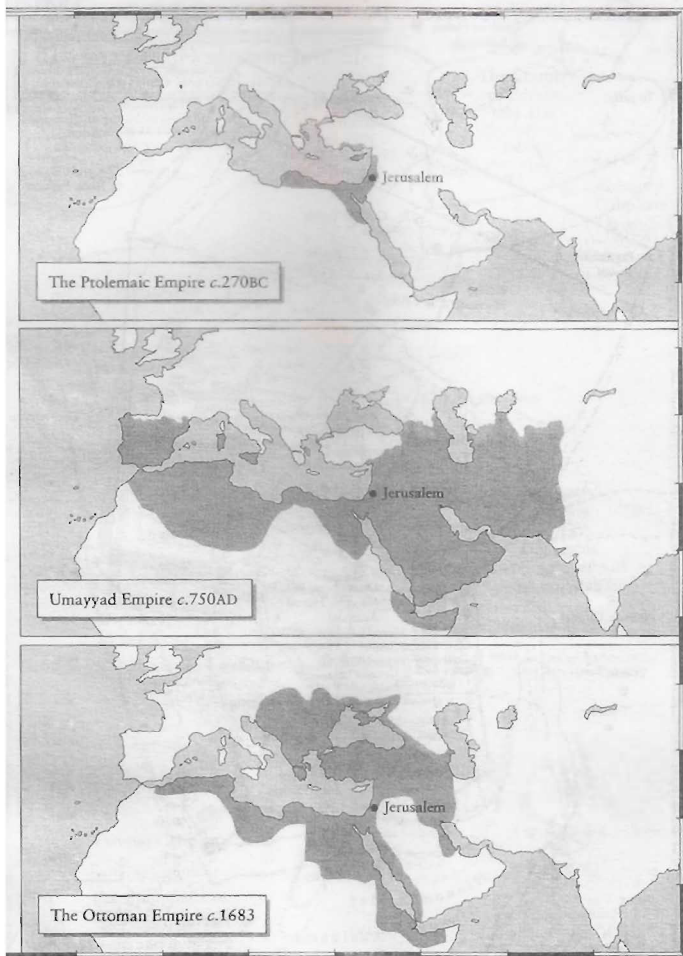 Jerusalem
The Ptolemaic Empire c.270BC
Jerusalem
Umayyad Empire c.750AD
Jerusalem
The Ottoman Empire c.1683